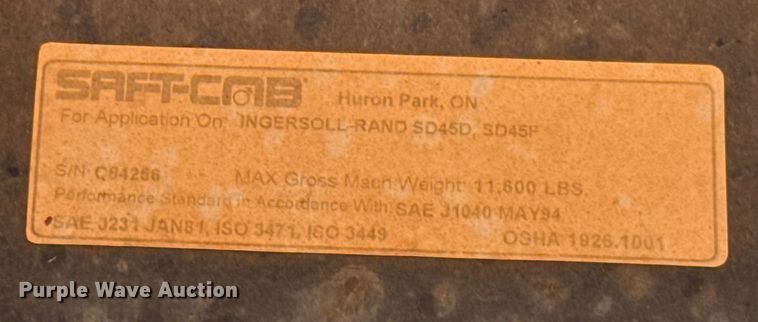 SAFT-CAB Huron Park, ON
For Application On: INGERSOLL-RAND SD45D, SD45F
S/N MAX Gross Mach Weight: 11,600 LBS.
Performance Standard in Accordance With: SAE J1040 MAY94
SAE J231 JAN81, ISO 3471, ISO 3449 OSHA 1926.1001
Purple Wave Auction